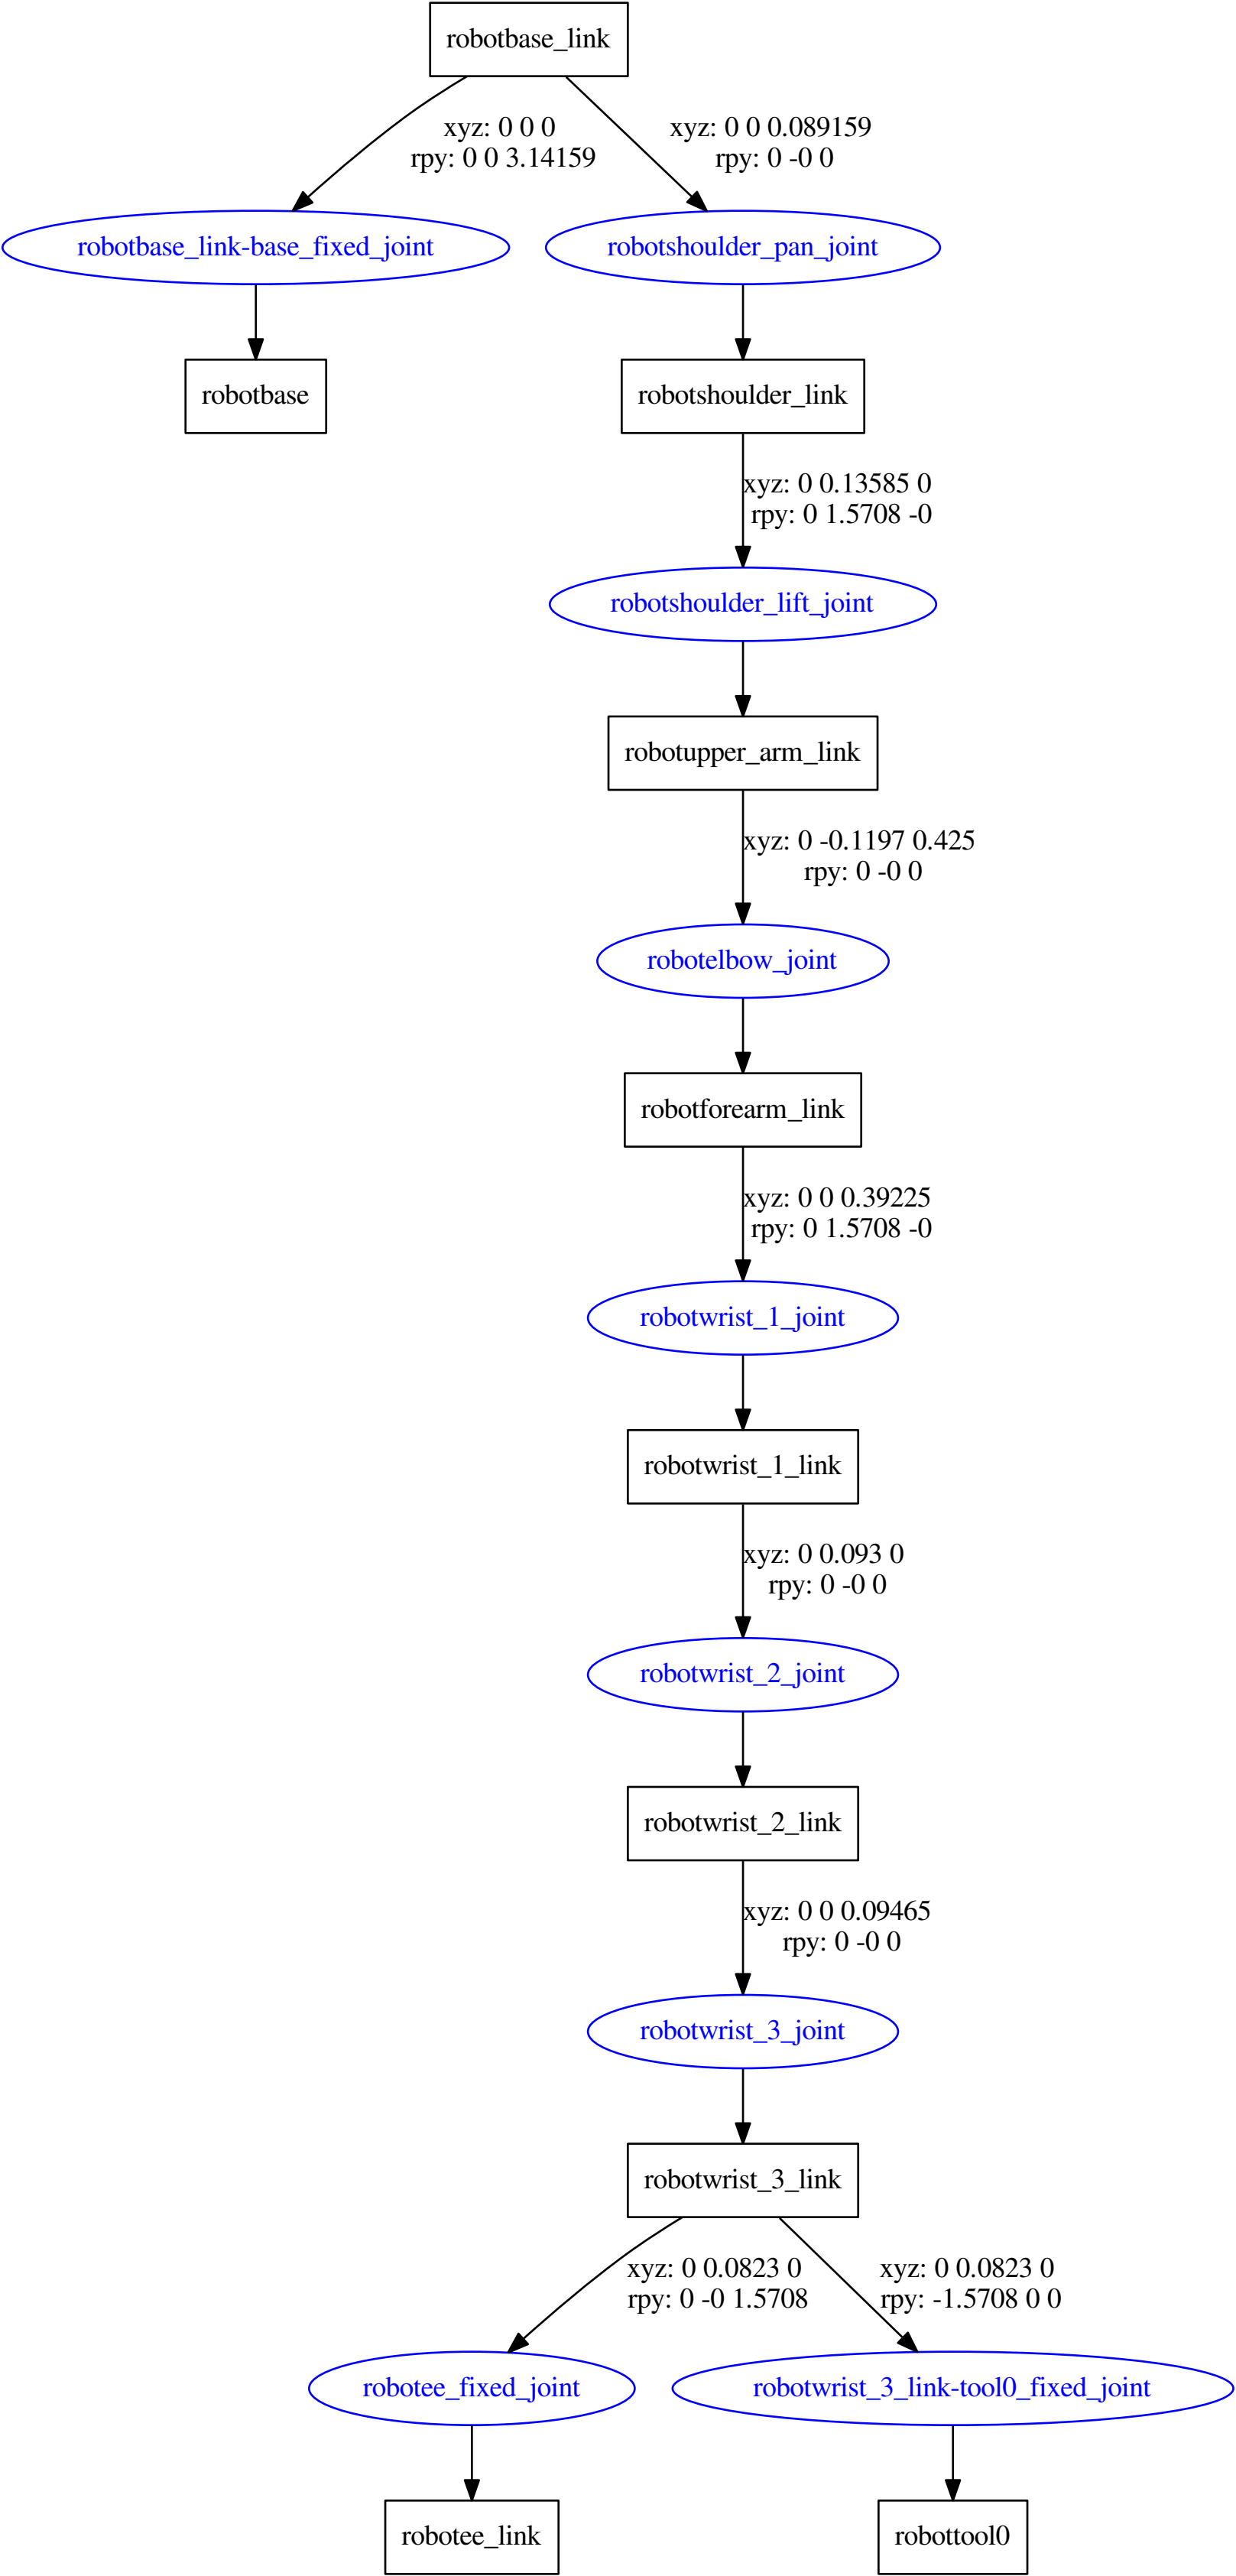 robotbase_link
xyz: 0 0 0
rpy: 0 0 3.14159
xyz: 0 0 0.089159
rpy: 0 -0 0
robotbase_link-base_fixed_joint
robotshoulder_pan_joint
robotbase
robotshoulder_link
xyz: 0 0.13585 0
rpy: 0 1.5708 -0
robotshoulder_lift_joint
robotupper_arm_link
xyz: 0 -0.1197 0.425
rpy: 0 -0 0
robotelbow_joint
robotforearm_link
xyz: 0 0 0.39225
rpy: 0 1.5708 -0
robotwrist_1_joint
robotwrist_1_link
xyz: 0 0.093 0
rpy: 0 -0 0
robotwrist_2_joint
robotwrist_2_link
xyz: 0 0 0.09465
rpy: 0 -0 0
robotwrist_3_joint
robotwrist_3_link
xyz: 0 0.0823 0
rpy: 0 -0 1.5708
xyz: 0 0.0823 0
rpy: -1.5708 0 0
robotee_fixed_joint
robotwrist_3_link-tool0_fixed_joint
robotee_link
robottool0